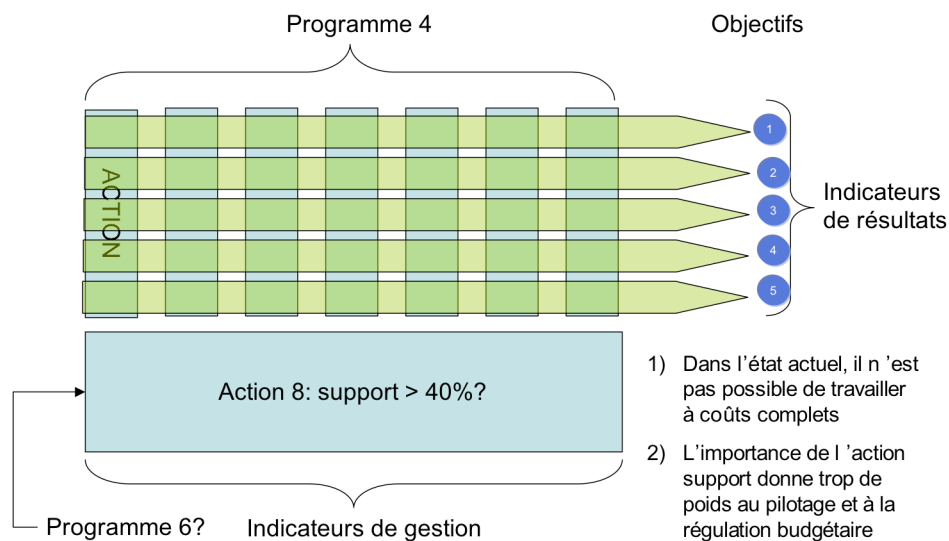 Programme 4
Objectifs
ACTION
1
2
3
4
5
Indicateurs
de résultats
Action 8: support > 40%?
1) Dans l’état actuel, il n ’est
pas possible de travailler
à coûts complets
2) L’importance de l ’action
support donne trop de
poids au pilotage et à la
régulation budgétaire
Programme 6?
Indicateurs de gestion